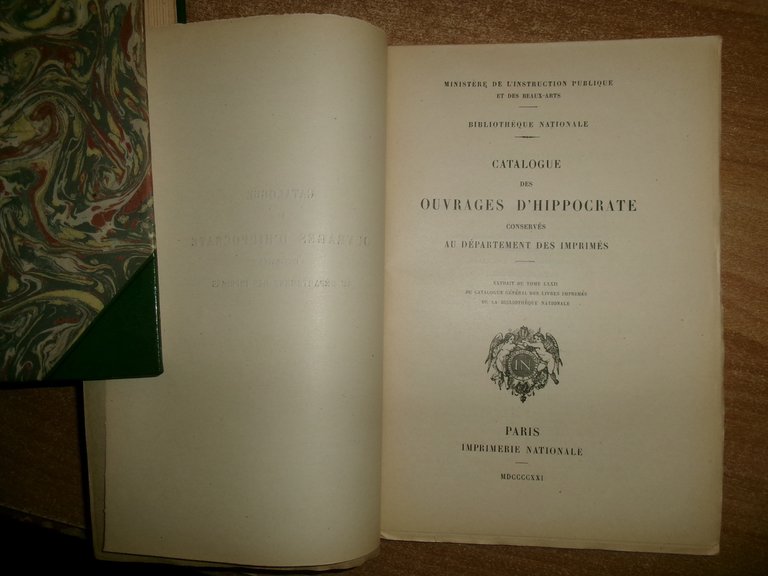 MINISTÈRE DE L'INSTRUCTION PUBLIQUE
ET DES BEAUX-ARTS
BIBLIOTHÈQUE NATIONALE
CATALOGUE
DES
OUVRAGES D'HIPPOCRATE
CONSERVÉS
AU DÉPARTEMENT DES IMPRIMÉS
EXTRAIT DU TOME LXXII
DU CATALOGUE GÉNÉRAL DES LIVRES IMPRIMÉS
DE LA BIBLIOTHÈQUE NATIONALE
IN
PARIS
IMPRIMERIE NATIONALE
MDCCCCXXI